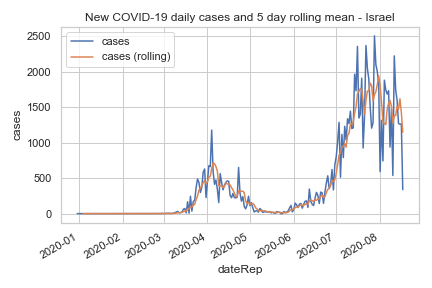 New COVID-19 daily cases and 5 day rolling mean - Israel
cases
cases (rolling)
2500
2000
1500
1000
500
0
cases
2020-01
2020-02
2020-03
2020-04
2020-05
2020-06
2020-07
2020-08
dateRep